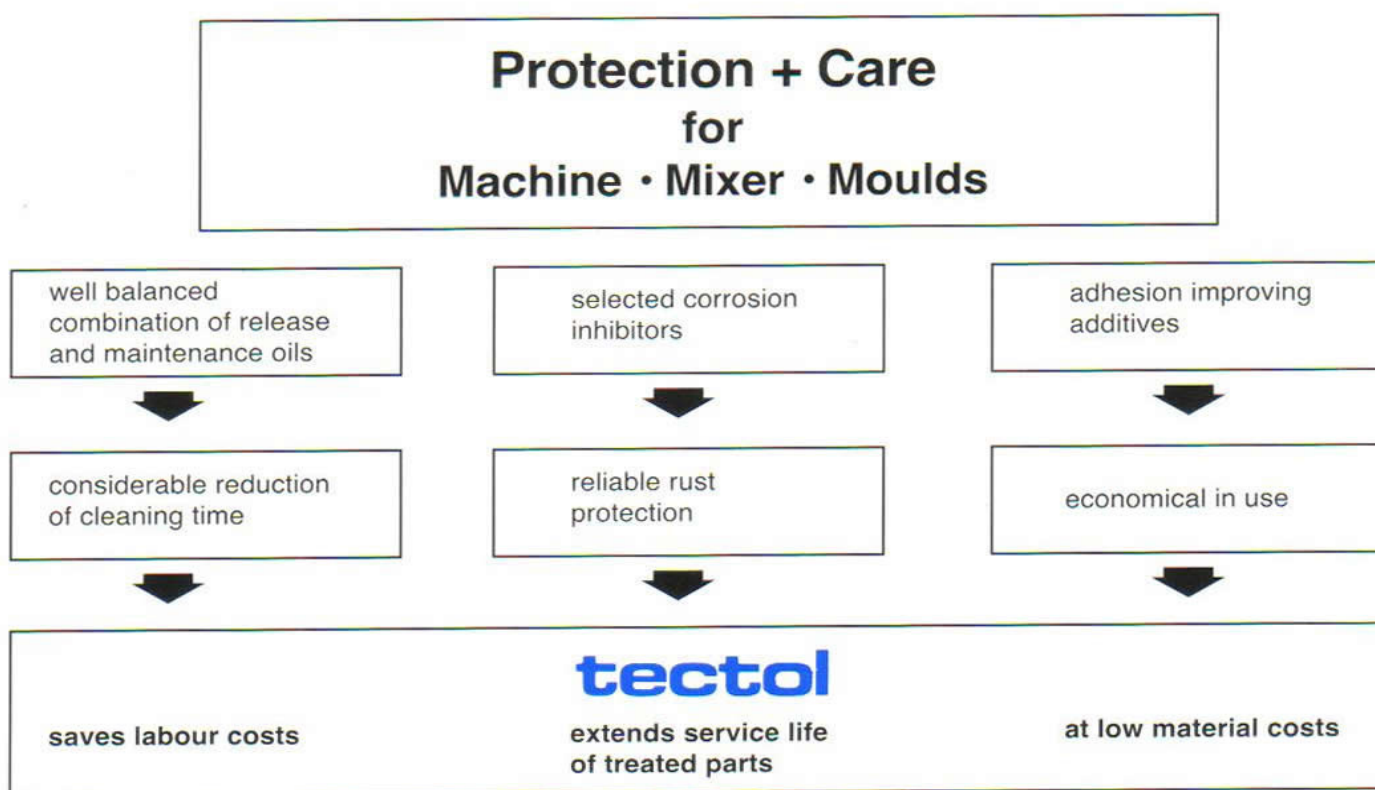 Protection + Care
for
Machine · Mixer · Moulds
well balanced
combination of release
and maintenance oils
selected corrosion
inhibitors
adhesion improving
additives
considerable reduction
of cleaning time
reliable rust
protection
economical in use
tectol
saves labour costs
extends service life
of treated parts
at low material costs